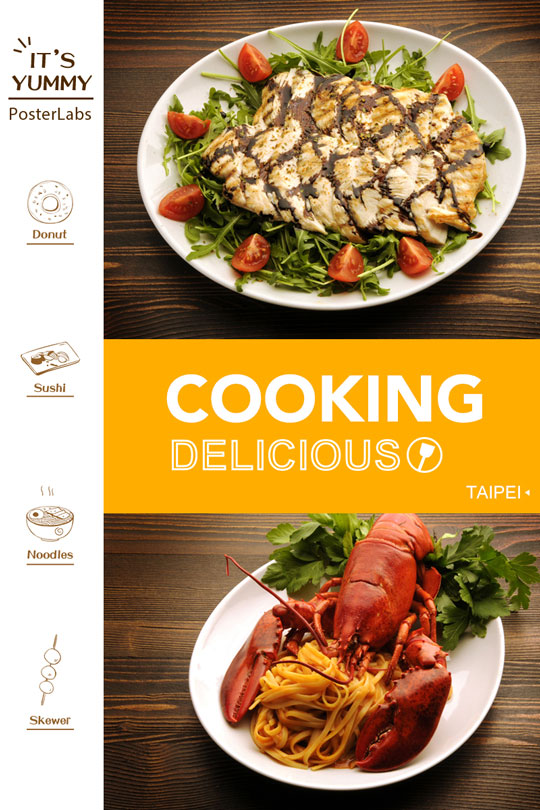 IT'S
YUMMY
PosterLabs
Donut
Sushi
Noodles
Skewer
COOKING
DELICIOUS
TAIPEI